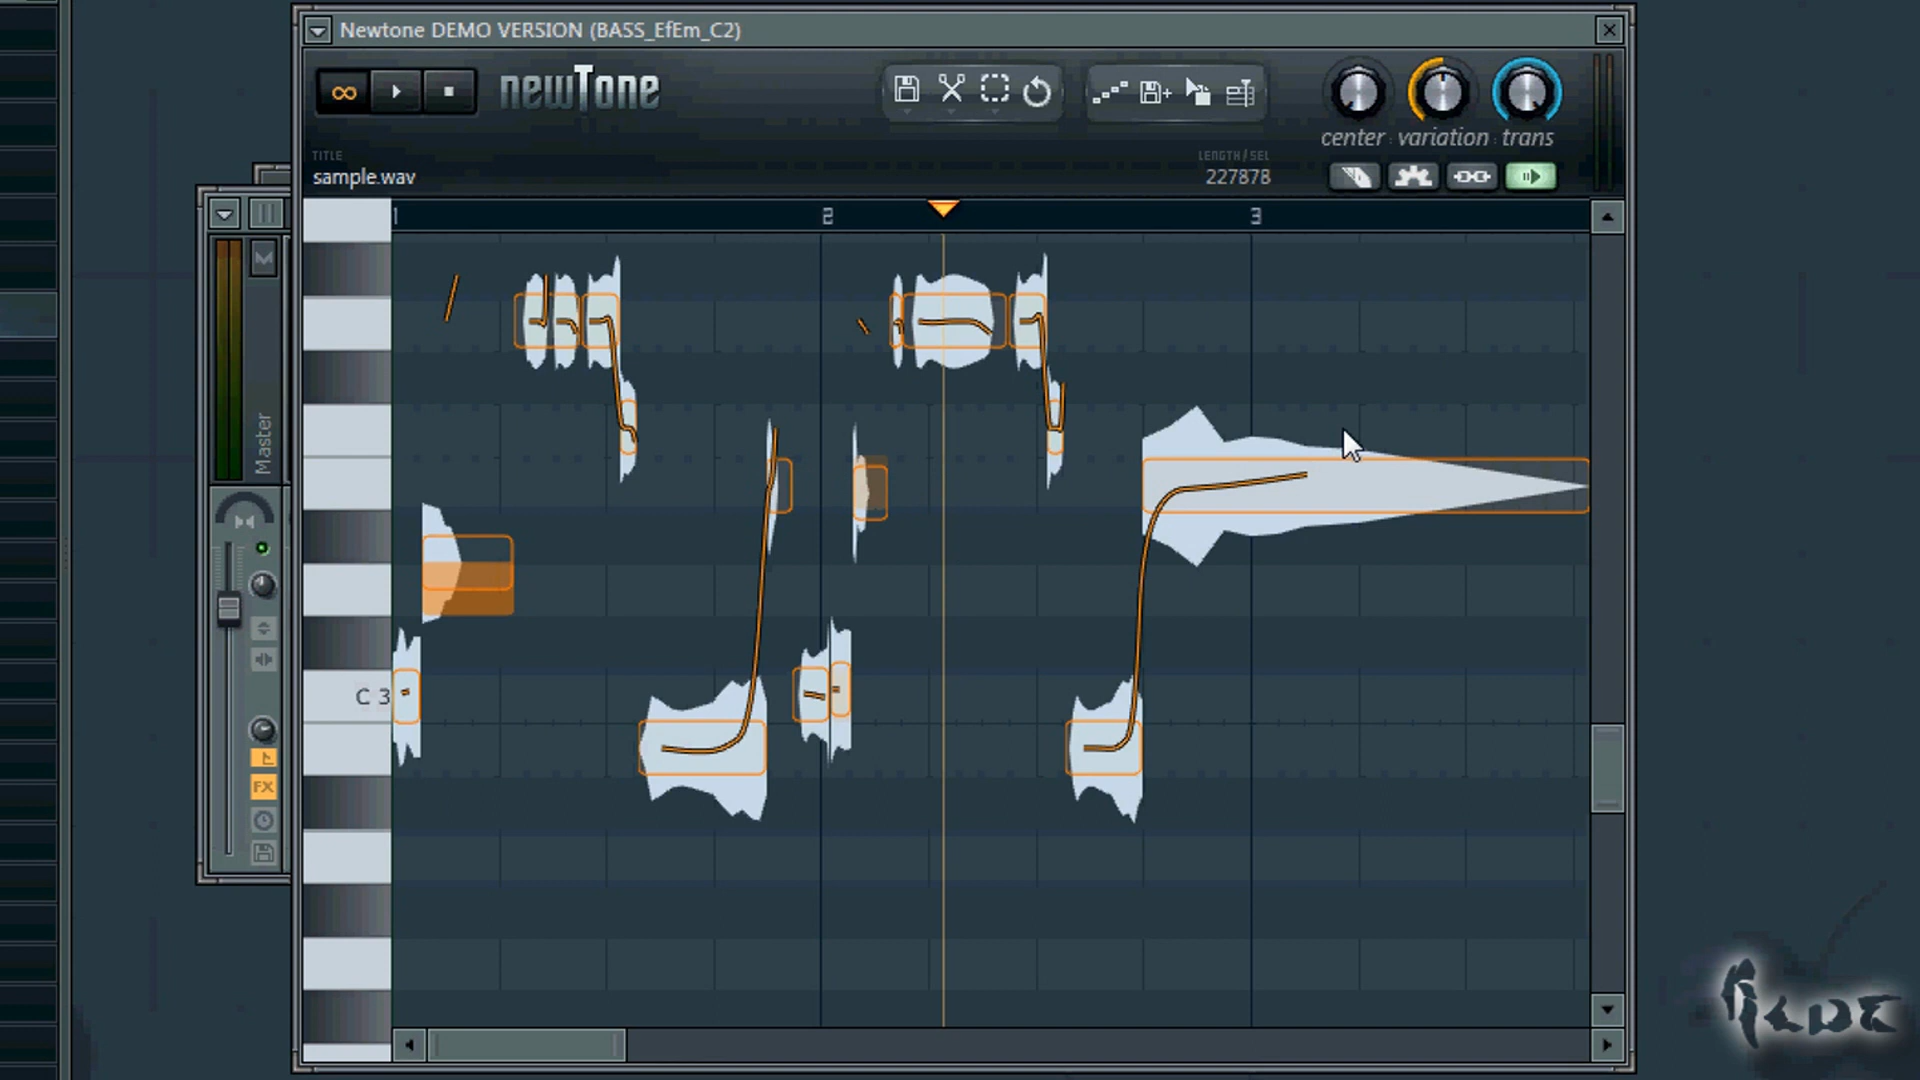 Newtone DEMO VERSION (BASS_EfEm_C2)
newTone
center variation trans
TITLE
LENGTH/SEL
sample.wav
227878
1 2 3
Master
C 3
FX